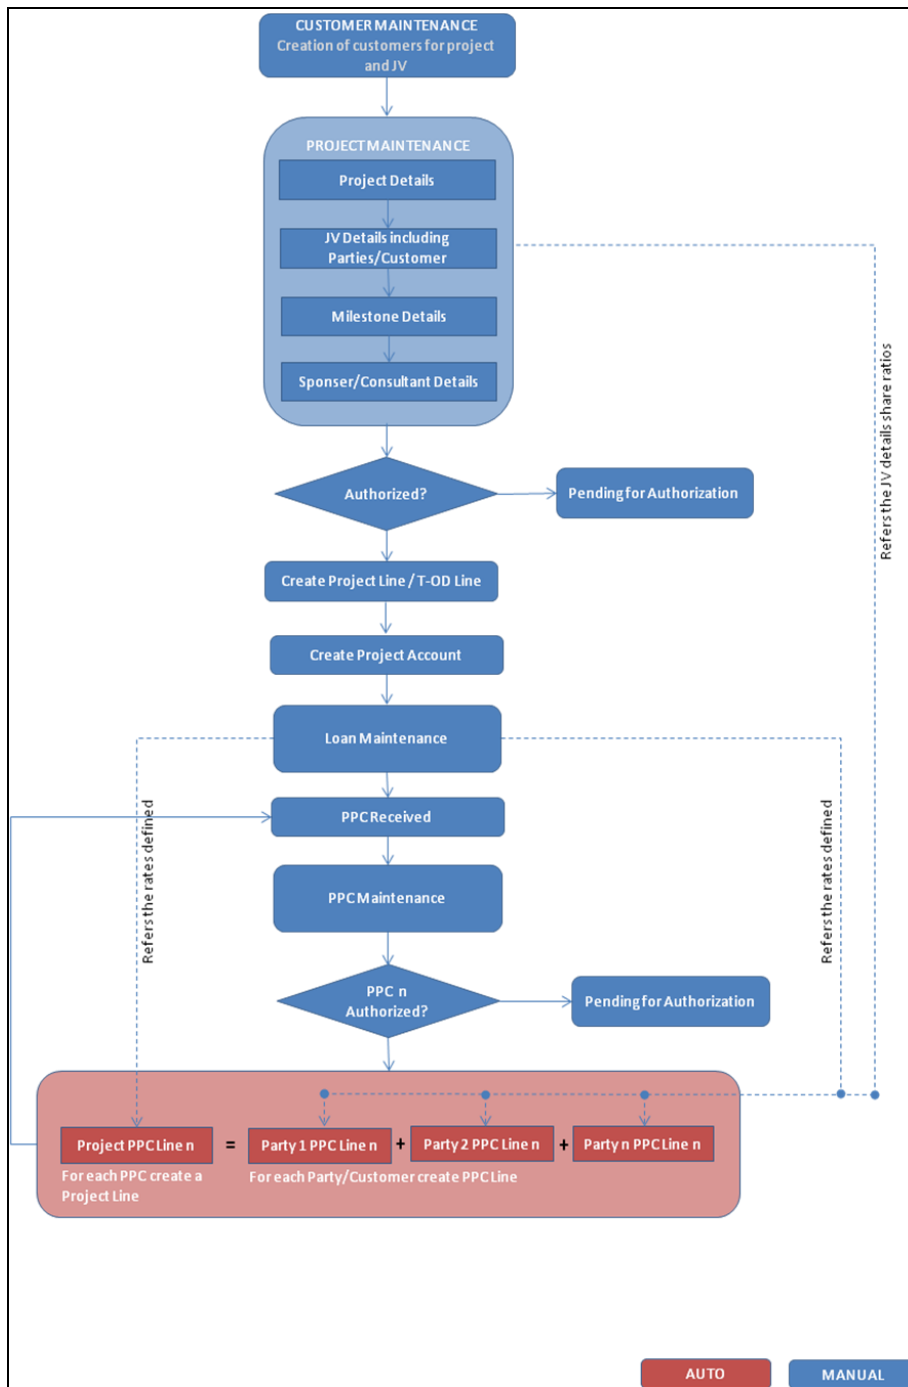 CUSTOMER MAINTENANCE
Creation of customers for project
and JV
PROJECT MAINTENANCE
Project Details
JV Details including
Parties/Customer
Milestone Details
Sponser/Consultant Details
Refers the JV details share ratios
Authorized?
Pending for Authorization
Create Project Line / T-OD Line
Create Project Account
Loan Maintenance
Refers the rates defined
Refers the rates defined
PPC Received
PPC Maintenance
PPC n
Authorized?
Pending for Authorization
Project PPC Line n = Party 1 PPC Line n + Party 2 PPC Line n + Party n PPC Line n
For each PPC create a
Project Line
For each Party/Customer create PPC Line
AUTO
MANUAL